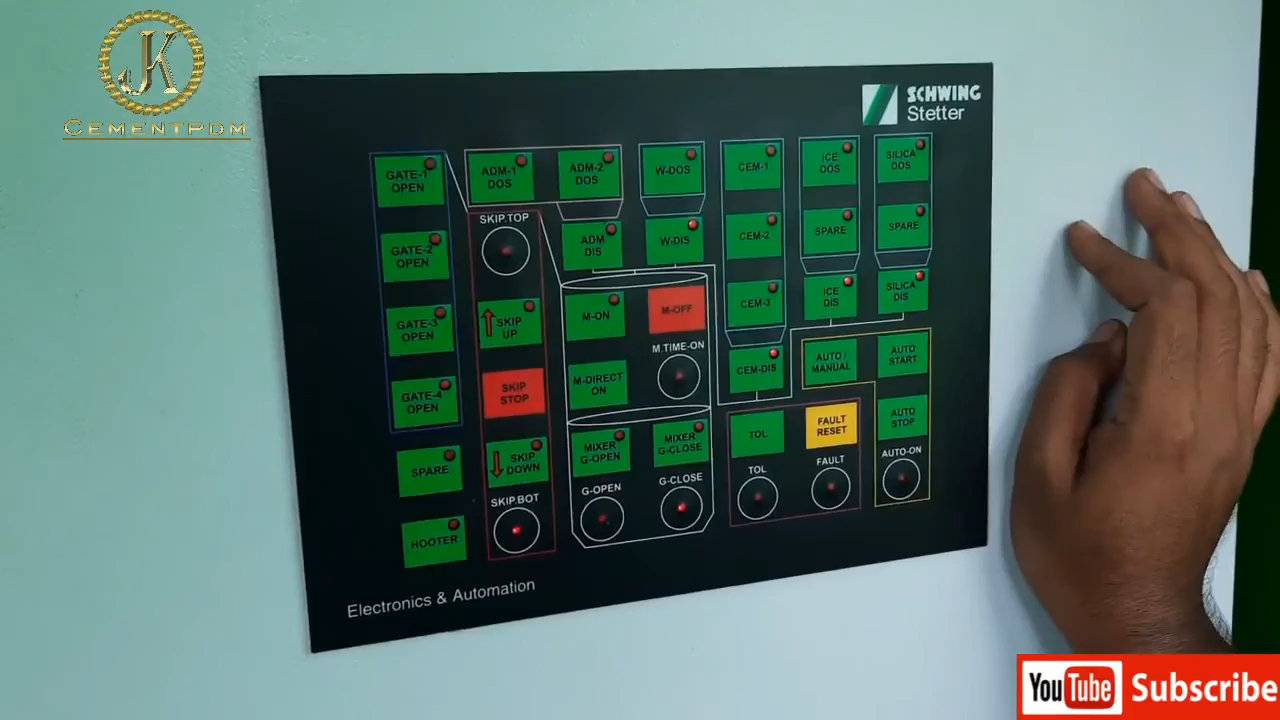 JK
CEMENTPDM
SCHWING
Stetter
GATE-1
OPEN
ADM-1
DOS
ADM-2
DOS
W-DOS
CEM-1
ICE
DOS
SILICA
DOS
SKIP.TOP
GATE-2
OPEN
ADM
DIS
W-DIS
CEM-2
SPARE
SPARE
GATE-3
OPEN
SKIP
UP
M-ON
M-OFF
CEM-3
ICE
DIS
SILICA
DIS
M.TIME-ON
GATE-4
OPEN
SKIP
STOP
M-DIRECT
ON
CEM-DIS
AUTO /
MANUAL
AUTO
START
SPARE
SKIP
DOWN
MIXER
G-OPEN
MIXER
G-CLOSE
TOL
FAULT
RESET
AUTO
STOP
SKIP.BOT
G-OPEN
G-CLOSE
TOL
FAULT
AUTO-ON
HOOTER
Electronics & Automation
YouTube Subscribe